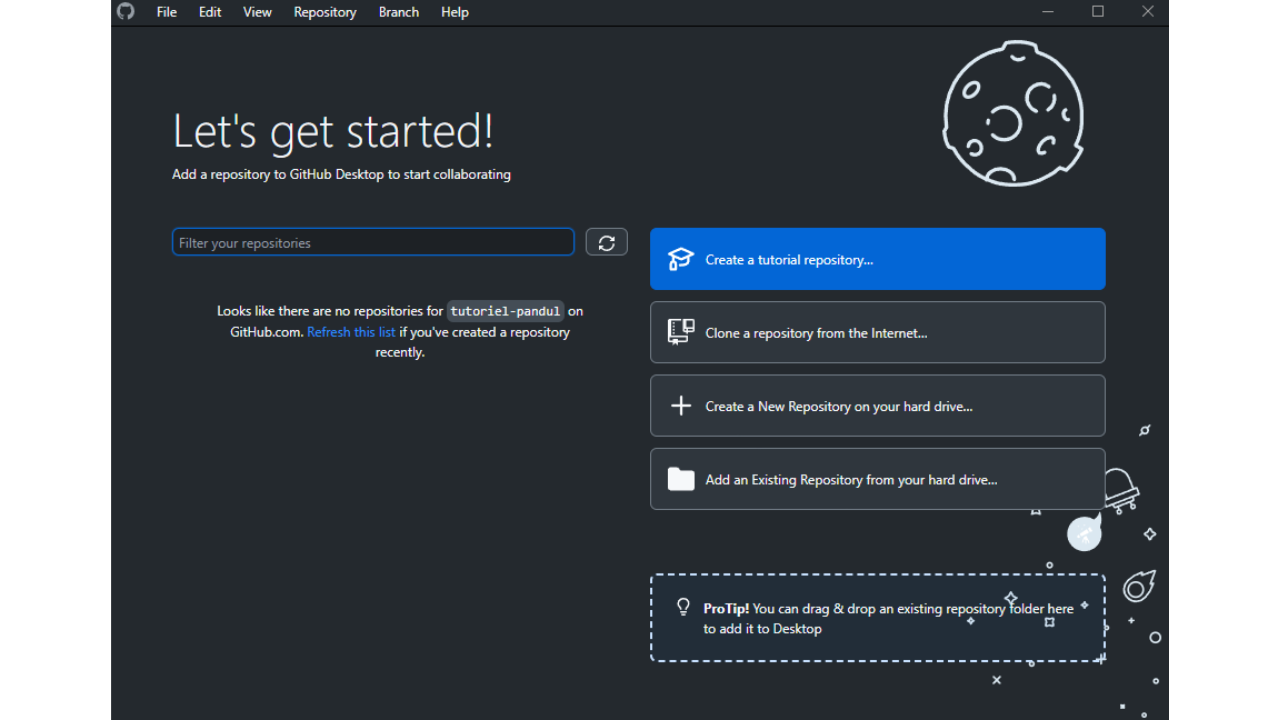 File Edit View Repository Branch Help
Let's get started!
Add a repository to GitHub Desktop to start collaborating
Filter your repositories
Looks like there are no repositories for tutoriel-pandul on
GitHub.com. Refresh this list if you've created a repository
recently.
Create a tutorial repository...
Clone a repository from the Internet...
Create a New Repository on your hard drive...
Add an Existing Repository from your hard drive...
ProTip! You can drag & drop an existing repository folder here
to add it to Desktop